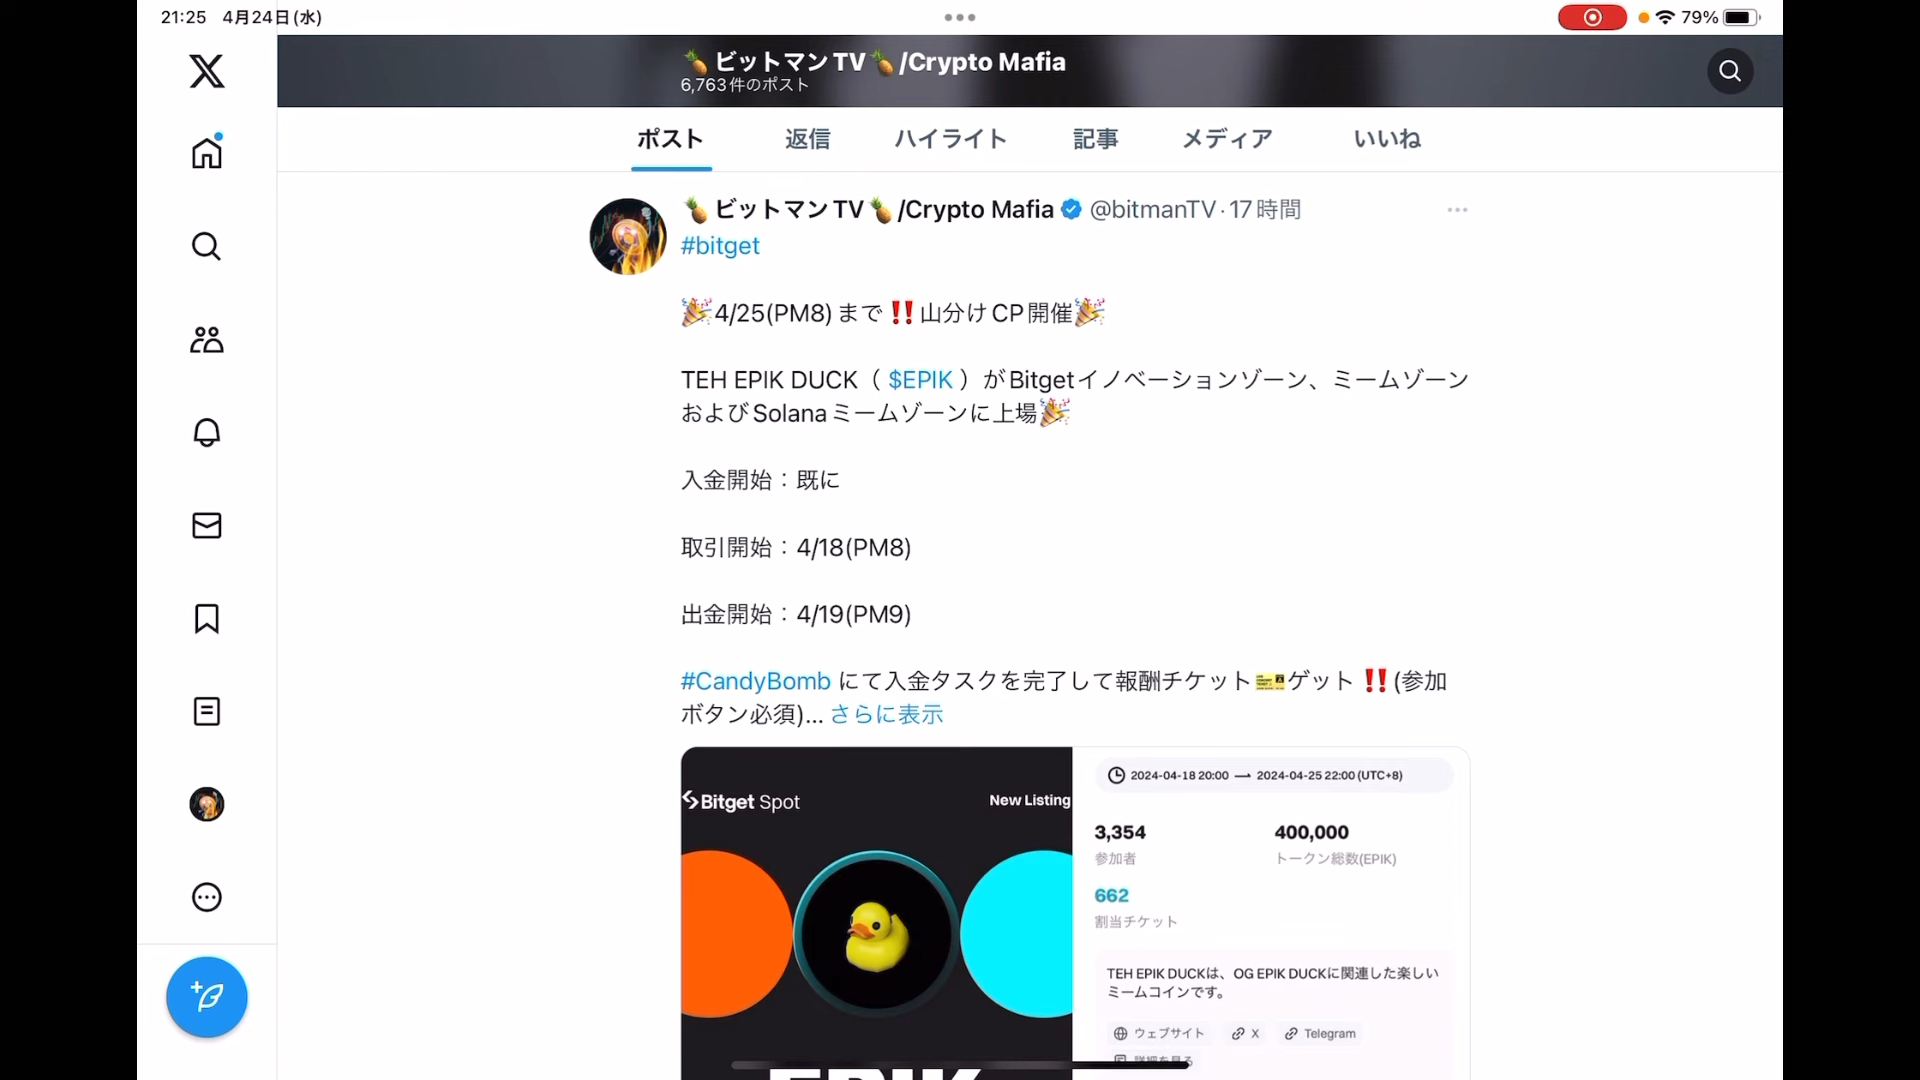 21:25 4月24日(水)
79%
🍍ビットマンTV🍍/Crypto Mafia
6,763件のポスト
ポスト 返信 ハイライト 記事 メディア いいね
🍍ビットマンTV🍍/Crypto Mafia @bitmanTV·17時間
#bitget
🎉4/25(PM8)まで‼️山分けCP開催🎉
TEH EPIK DUCK（ $EPIK ）がBitgetイノベーションゾーン、ミームゾーン
およびSolanaミームゾーンに上場🎉
入金開始：既に
取引開始：4/18(PM8)
出金開始：4/19(PM9)
#CandyBomb にて入金タスクを完了して報酬チケット🎫ゲット‼️(参加
ボタン必須)... さらに表示
Bitget Spot
New Listing
2024-04-18 20:00 → 2024-04-25 22:00 (UTC+8)
3,354 400,000
参加者 トークン総数(EPIK)
662
割当チケット
TEH EPIK DUCKは、OG EPIK DUCKに関連した楽しい
ミームコインです。
ウェブサイト X Telegram
詳細を見る
EPIK